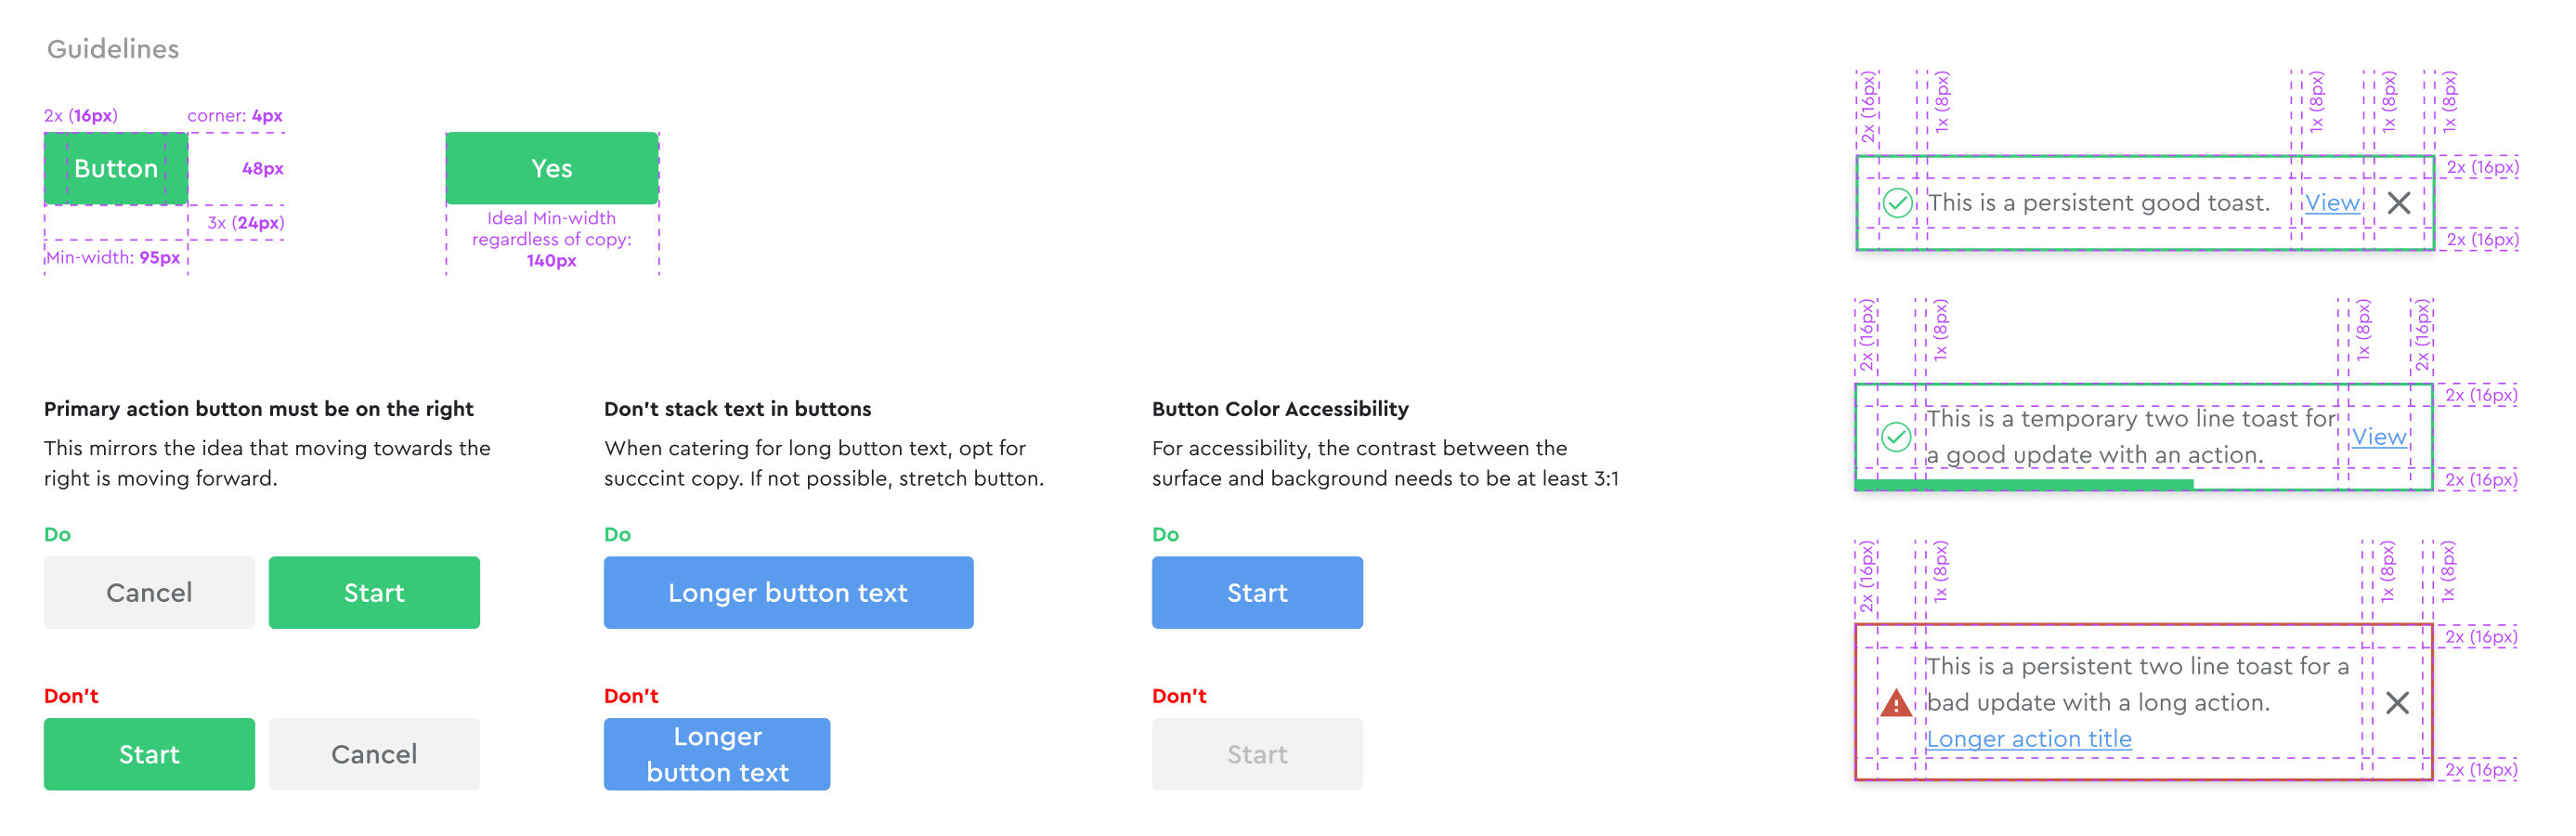 Guidelines
2x (16px)
corner: 4px
Button
48px
3x (24px)
Min-width: 95px
Yes
Ideal Min-width
regardless of copy:
140px
Primary action button must be on the right
This mirrors the idea that moving towards the
right is moving forward.
Do
Cancel
Start
Don't
Start
Cancel
Don't stack text in buttons
When catering for long button text, opt for
succcint copy. If not possible, stretch button.
Do
Longer button text
Don't
Longer
button text
Button Color Accessibility
For accessibility, the contrast between the
surface and background needs to be at least 3:1
Do
Start
Don't
Start
2x (16px)
1x (8px)
1x (8px)
1x (8px)
1x (8px)
2x (16px)
This is a persistent good toast.
View
2x (16px)
2x (16px)
1x (8px)
1x (8px)
2x (16px)
2x (16px)
This is a temporary two line toast for
a good update with an action.
View
2x (16px)
2x (16px)
1x (8px)
1x (8px)
1x (8px)
2x (16px)
This is a persistent two line toast for a
bad update with a long action.
Longer action title
2x (16px)